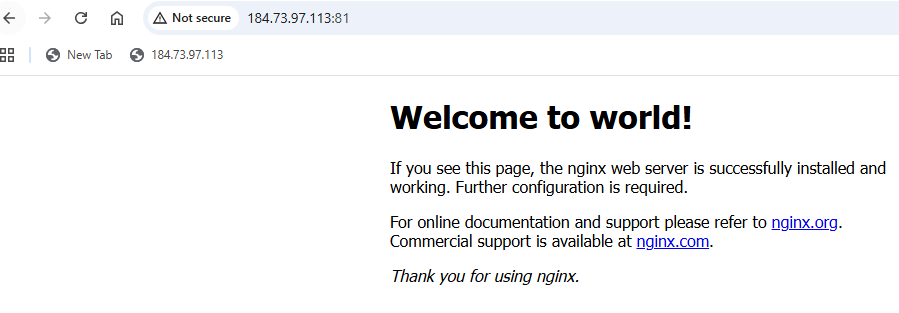 Not secure 184.73.97.113:81
New Tab 184.73.97.113
Welcome to world!
If you see this page, the nginx web server is successfully installed and
working. Further configuration is required.
For online documentation and support please refer to nginx.org.
Commercial support is available at nginx.com.
Thank you for using nginx.